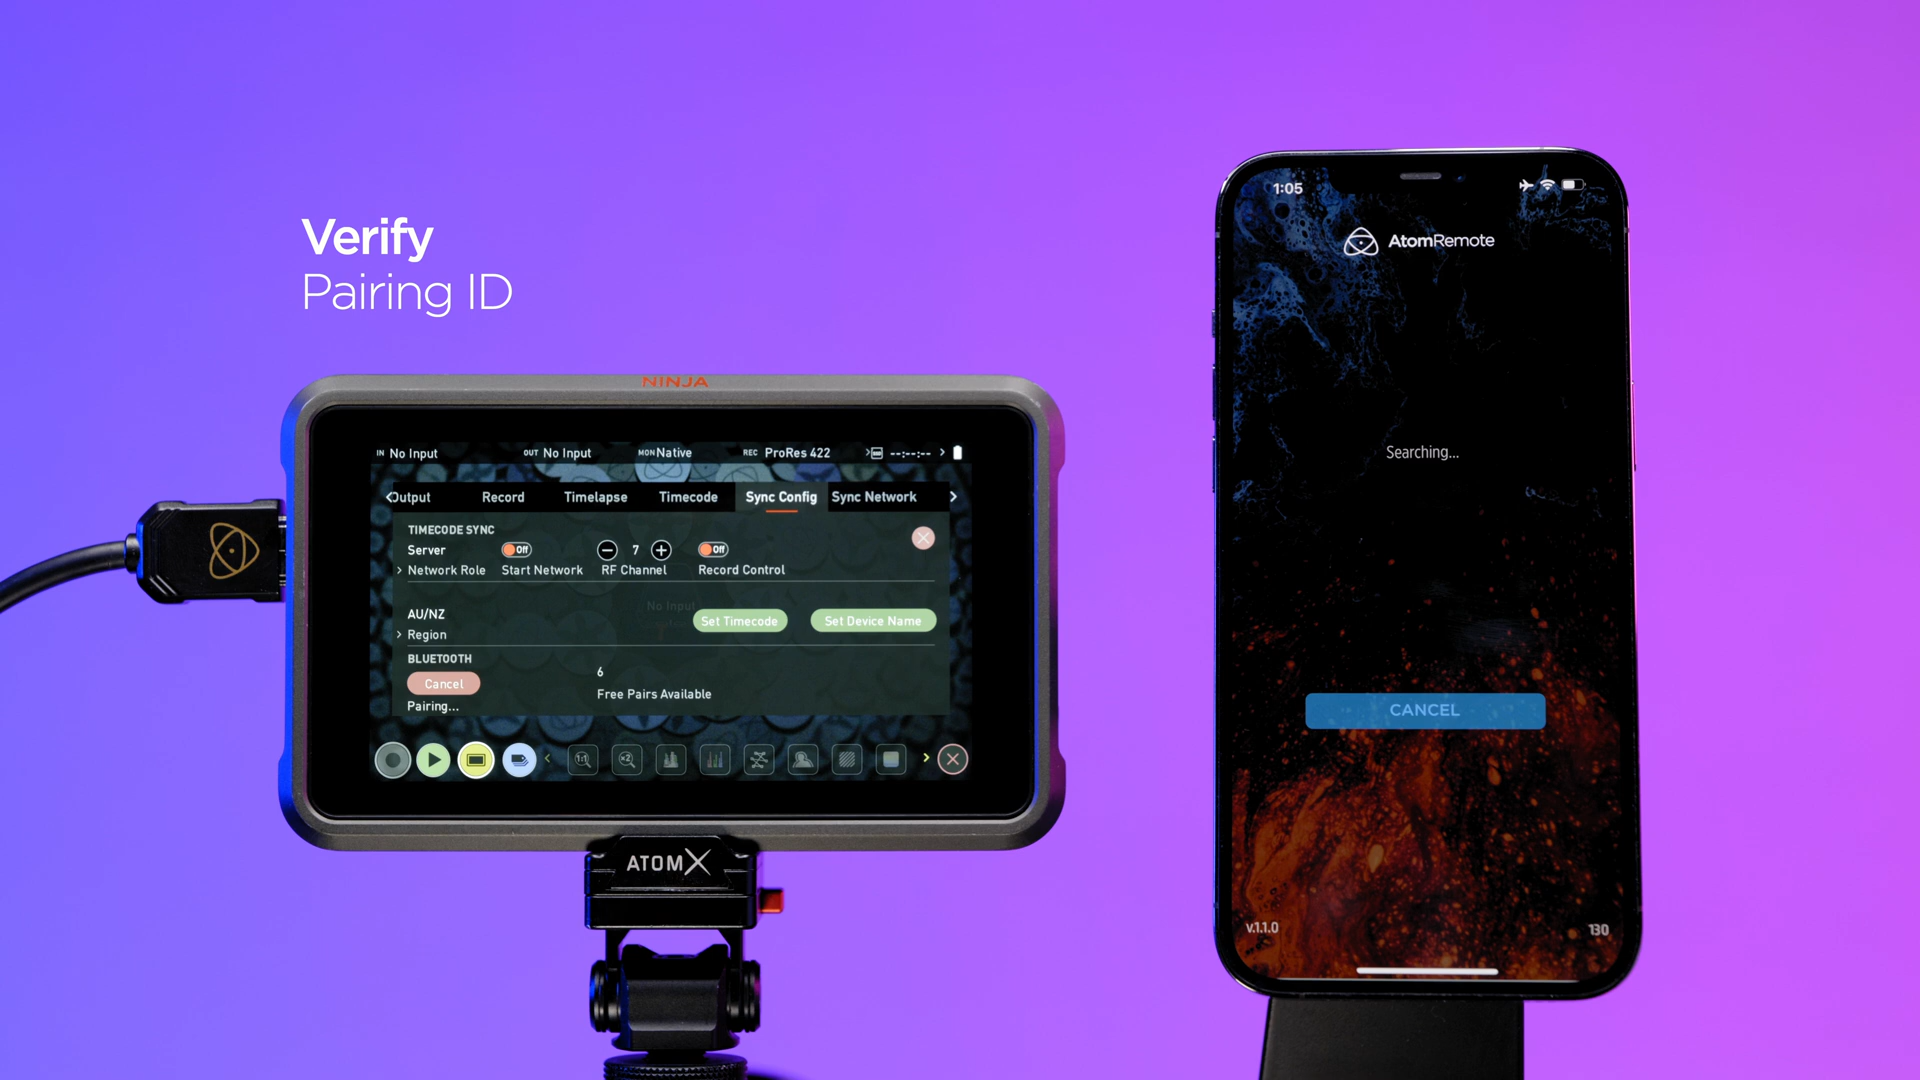 Verify
Pairing ID
NINJA
IN No Input OUT No Input MON Native REC ProRes 422 --:--:--
Output Record Timelapse Timecode Sync Config Sync Network
TIMECODE SYNC
Server Off 7 Off
Network Role Start Network RF Channel Record Control
No Input
AU/NZ
Set Timecode Set Device Name
Region
BLUETOOTH
6
Cancel
Free Pairs Available
Pairing...
1:1 x2
ATOMX
1:05
AtomRemote
Searching...
CANCEL
v.1.1.0 130